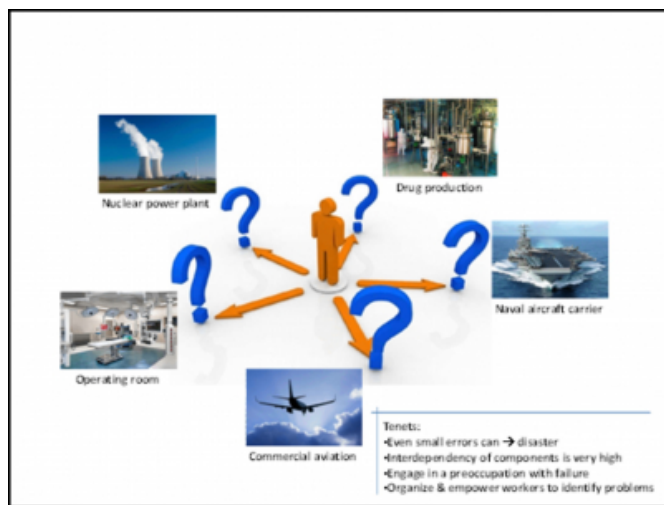 Nuclear power plant
Drug production
Naval aircraft carrier
Operating room
Commercial aviation
Tenets:
•Even small errors can → disaster
•Interdependency of components is very high
•Engage in a preoccupation with failure
•Organize & empower workers to identify problems